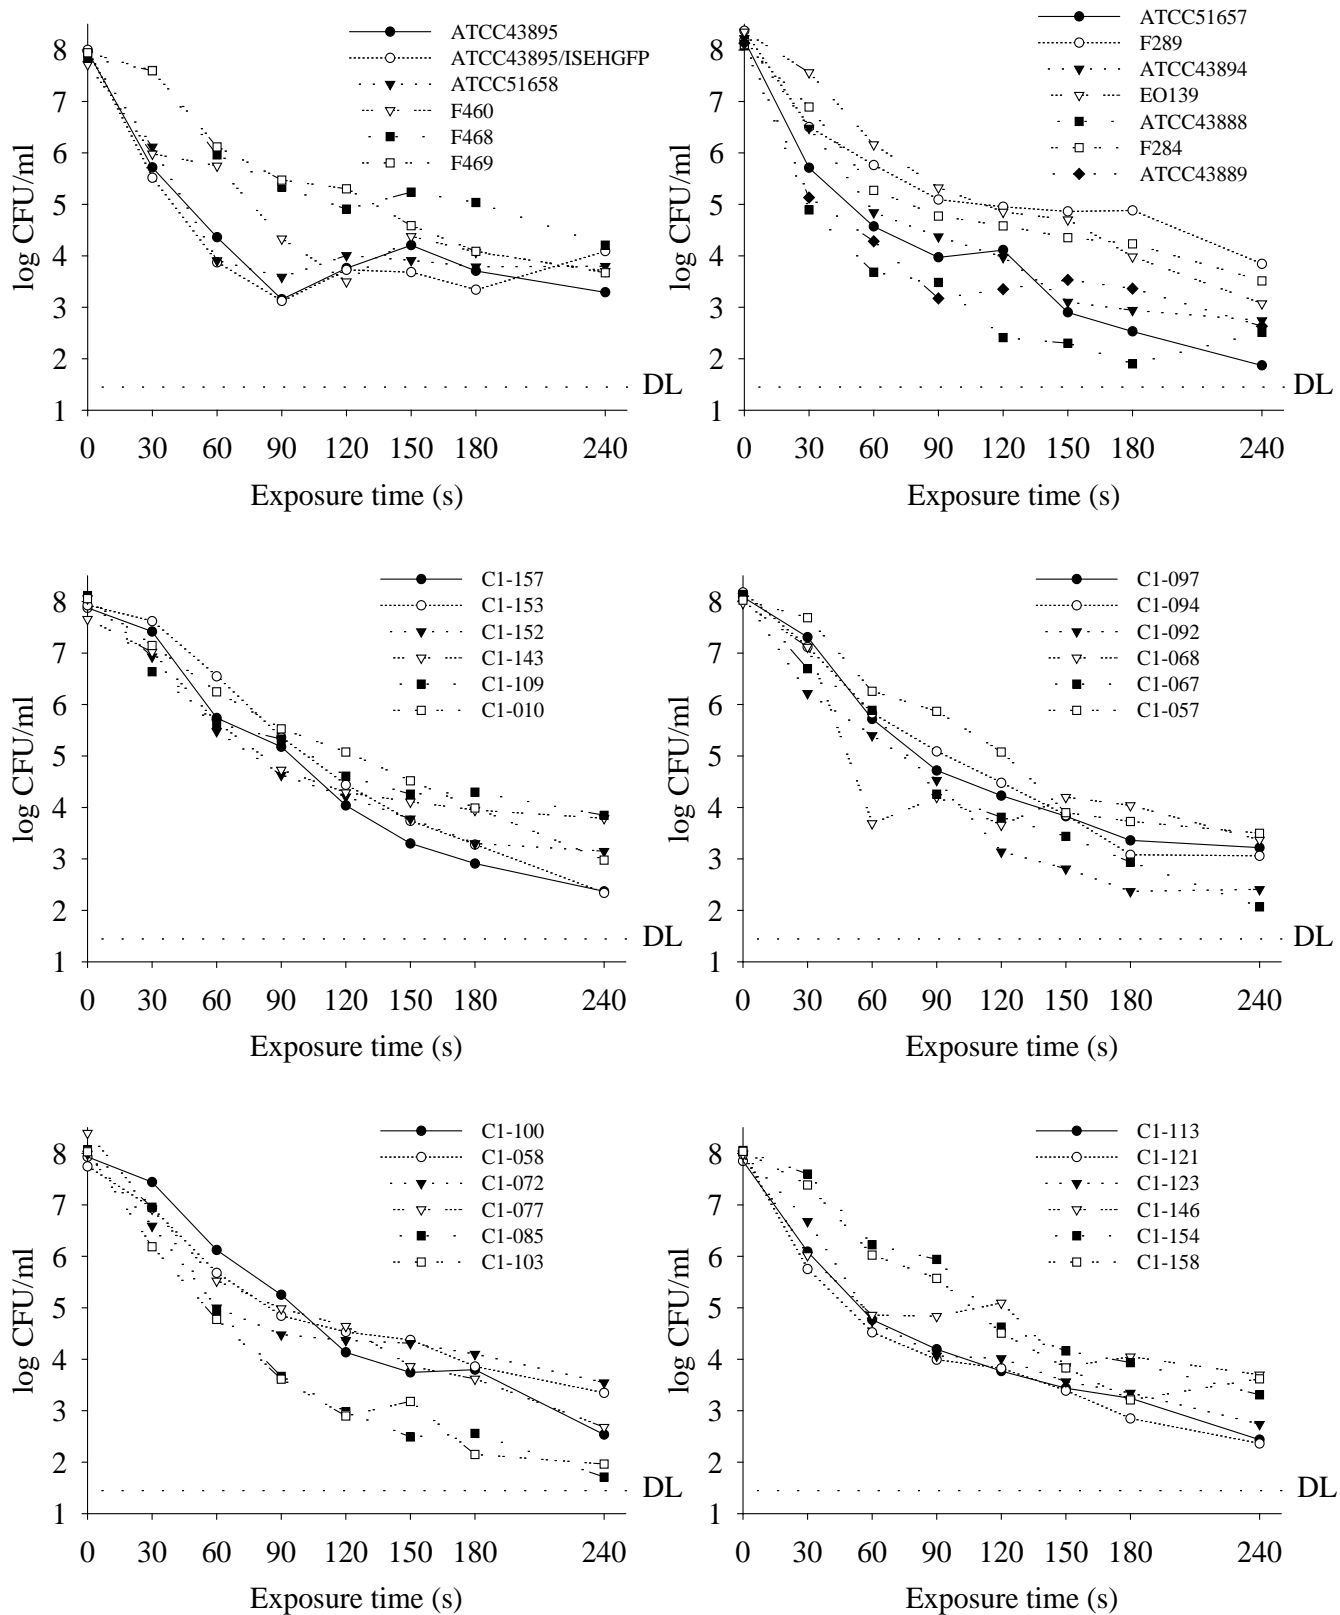 log CFU/ml
8
7
6
5
4
3
2
1
ATCC43895
ATCC43895/ISEHGFP
ATCC51658
F460
F468
F469
DL
0 30 60 90 120 150 180 240
Exposure time (s)
log CFU/ml
8
7
6
5
4
3
2
1
ATCC51657
F289
ATCC43894
EO139
ATCC43888
F284
ATCC43889
DL
0 30 60 90 120 150 180 240
Exposure time (s)
log CFU/ml
8
7
6
5
4
3
2
1
C1-157
C1-153
C1-152
C1-143
C1-109
C1-010
DL
0 30 60 90 120 150 180 240
Exposure time (s)
log CFU/ml
8
7
6
5
4
3
2
1
C1-097
C1-094
C1-092
C1-068
C1-067
C1-057
DL
0 30 60 90 120 150 180 240
Exposure time (s)
log CFU/ml
8
7
6
5
4
3
2
1
C1-100
C1-058
C1-072
C1-077
C1-085
C1-103
DL
0 30 60 90 120 150 180 240
Exposure time (s)
log CFU/ml
8
7
6
5
4
3
2
1
C1-113
C1-121
C1-123
C1-146
C1-154
C1-158
DL
0 30 60 90 120 150 180 240
Exposure time (s)